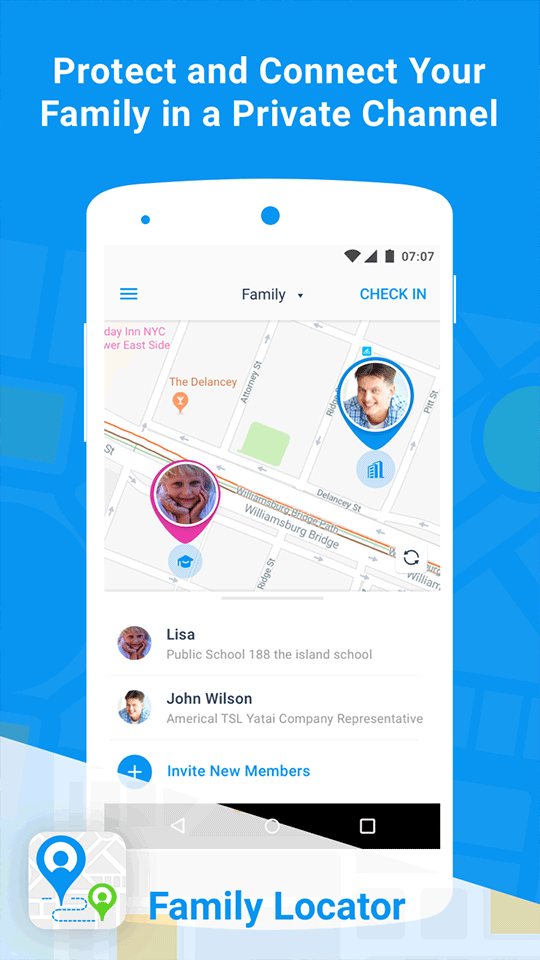 Protect and Connect Your
Family in a Private Channel
07:07
Family
CHECK IN
day Inn NYC
wer East Side
The Delancey
Attorney St
Ridge
Pitt St
St
Delancey St
Williamsburg Bridge Path
Williamsburg Bridge
Ridge St
William
Lisa
Public School 188 the island school
John Wilson
Americal TSL Yatai Company Representative
Invite New Members
Family Locator